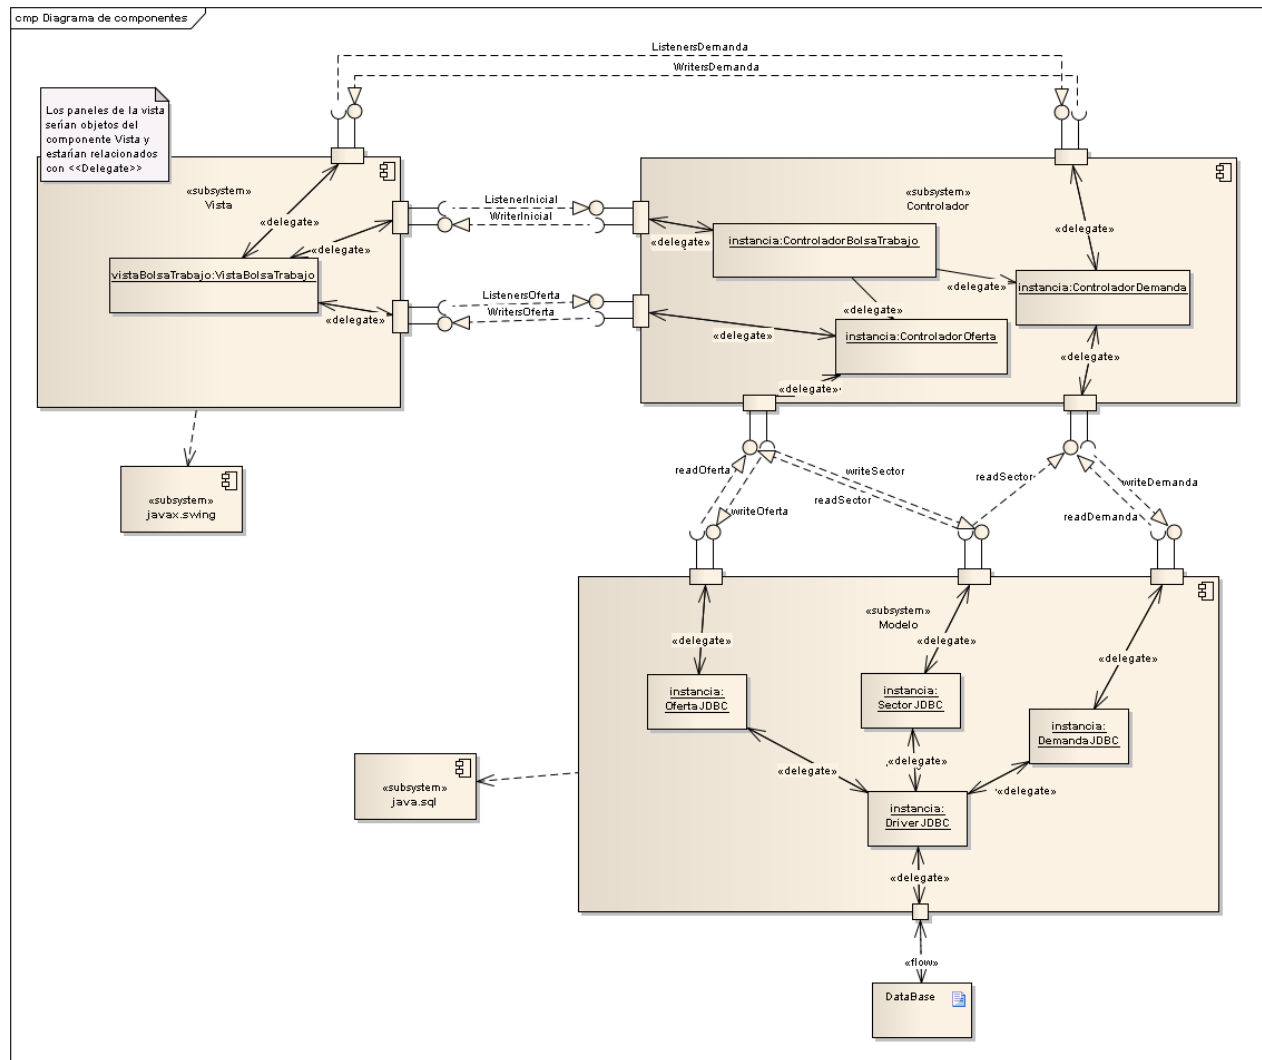 cmp Diagrama de componentes
ListenersDemanda
WritersDemanda
Los paneles de la vista
serían objetos del
componente Vista y
estarían relacionados
con <<Delegate>>
«subsystem»
Vista
«delegate»
«delegate»
vistaBolsaTrabajo:VistaBolsaTrabajo
«delegate»
ListenerInicial
WriterInicial
ListenersOferta
WritersOferta
«subsystem»
Controlador
«delegate»
instancia:ControladorBolsaTrabajo
«delegate»
«delegate»
instancia:ControladorDemanda
«delegate»
«delegate»
instancia:ControladorOferta
«delegate»
«delegate»
«subsystem»
javax.swing
readOferta
writeOferta
writeSector
readSector
readSector
writeDemanda
readDemanda
«subsystem»
Modelo
«delegate»
«delegate»
«delegate»
instancia:
OfertaJDBC
instancia:
SectorJDBC
instancia:
DemandaJDBC
«delegate»
«delegate»
«delegate»
«subsystem»
java.sql
instancia:
DriverJDBC
«delegate»
«flow»
DataBase